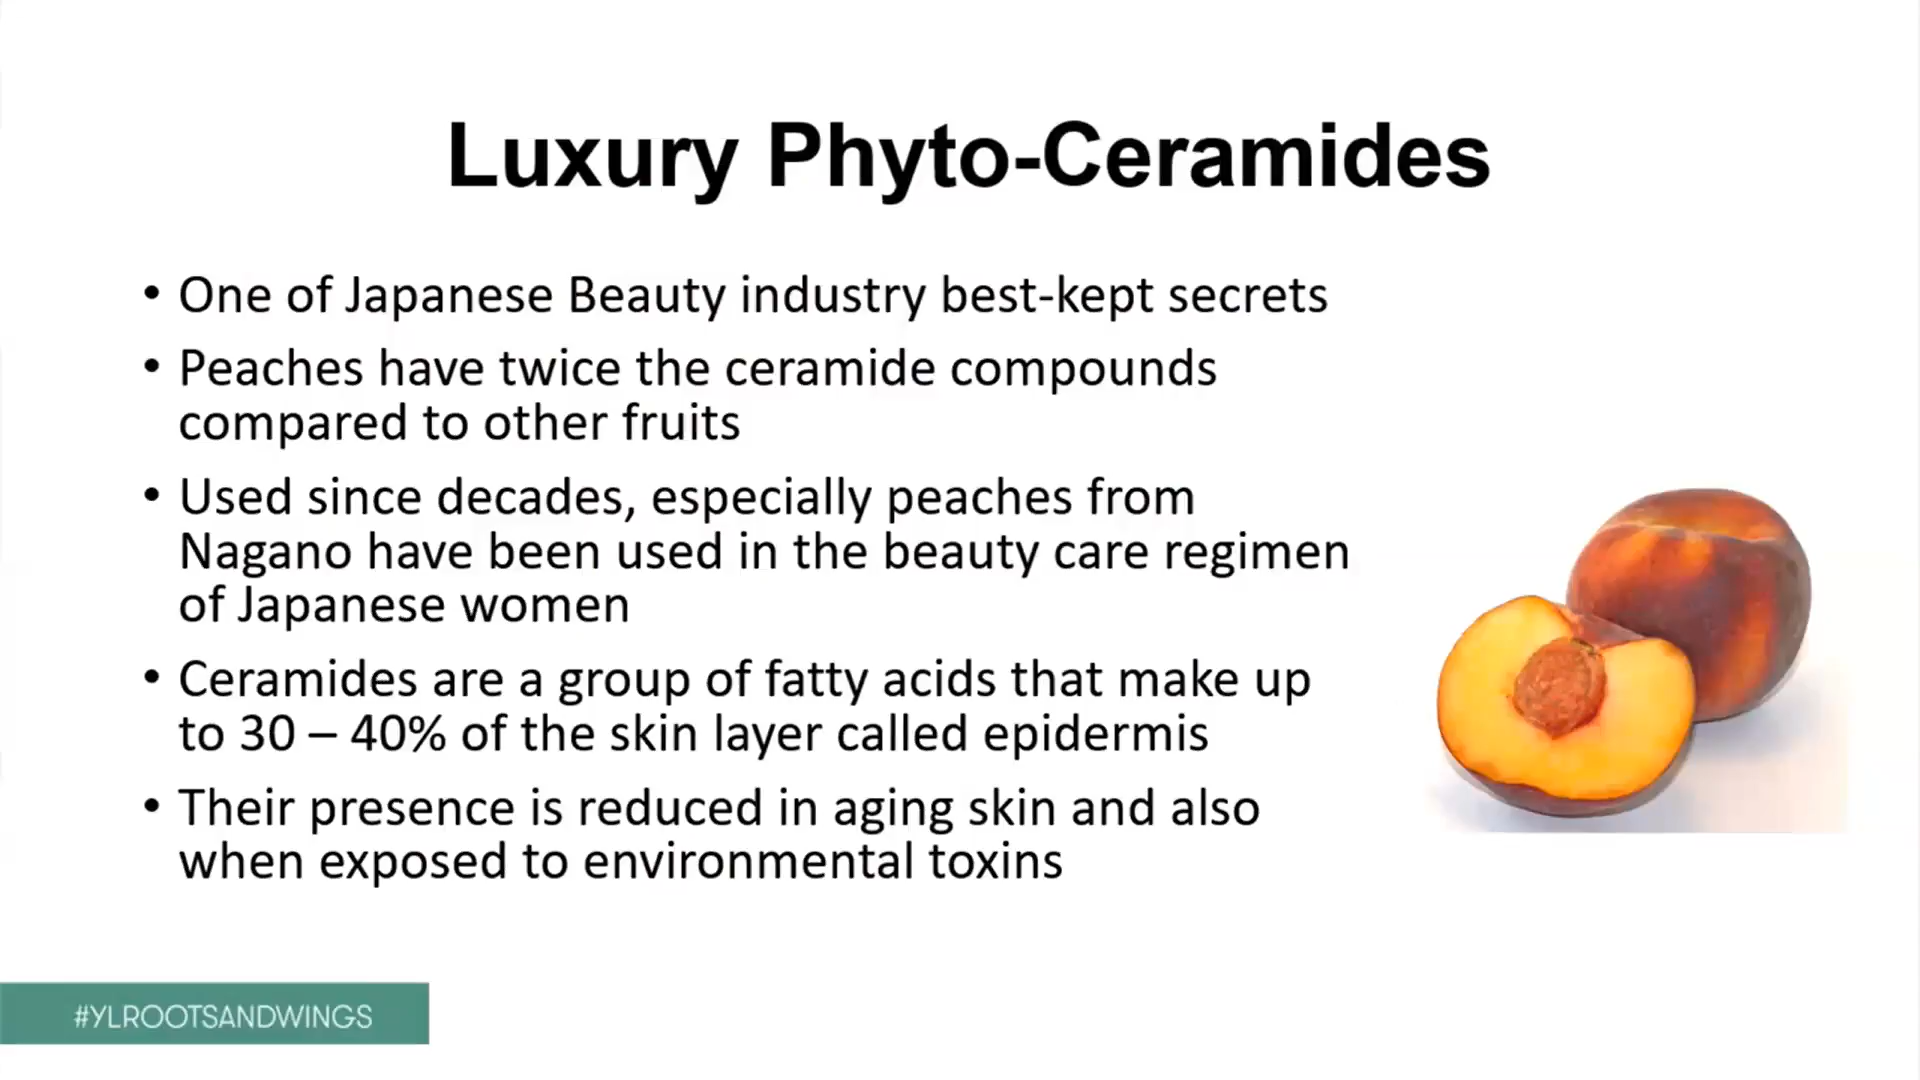 Luxury Phyto-Ceramides
• One of Japanese Beauty industry best-kept secrets
• Peaches have twice the ceramide compounds
compared to other fruits
• Used since decades, especially peaches from
Nagano have been used in the beauty care regimen
of Japanese women
• Ceramides are a group of fatty acids that make up
to 30 – 40% of the skin layer called epidermis
• Their presence is reduced in aging skin and also
when exposed to environmental toxins
#YLROOTSANDWINGS